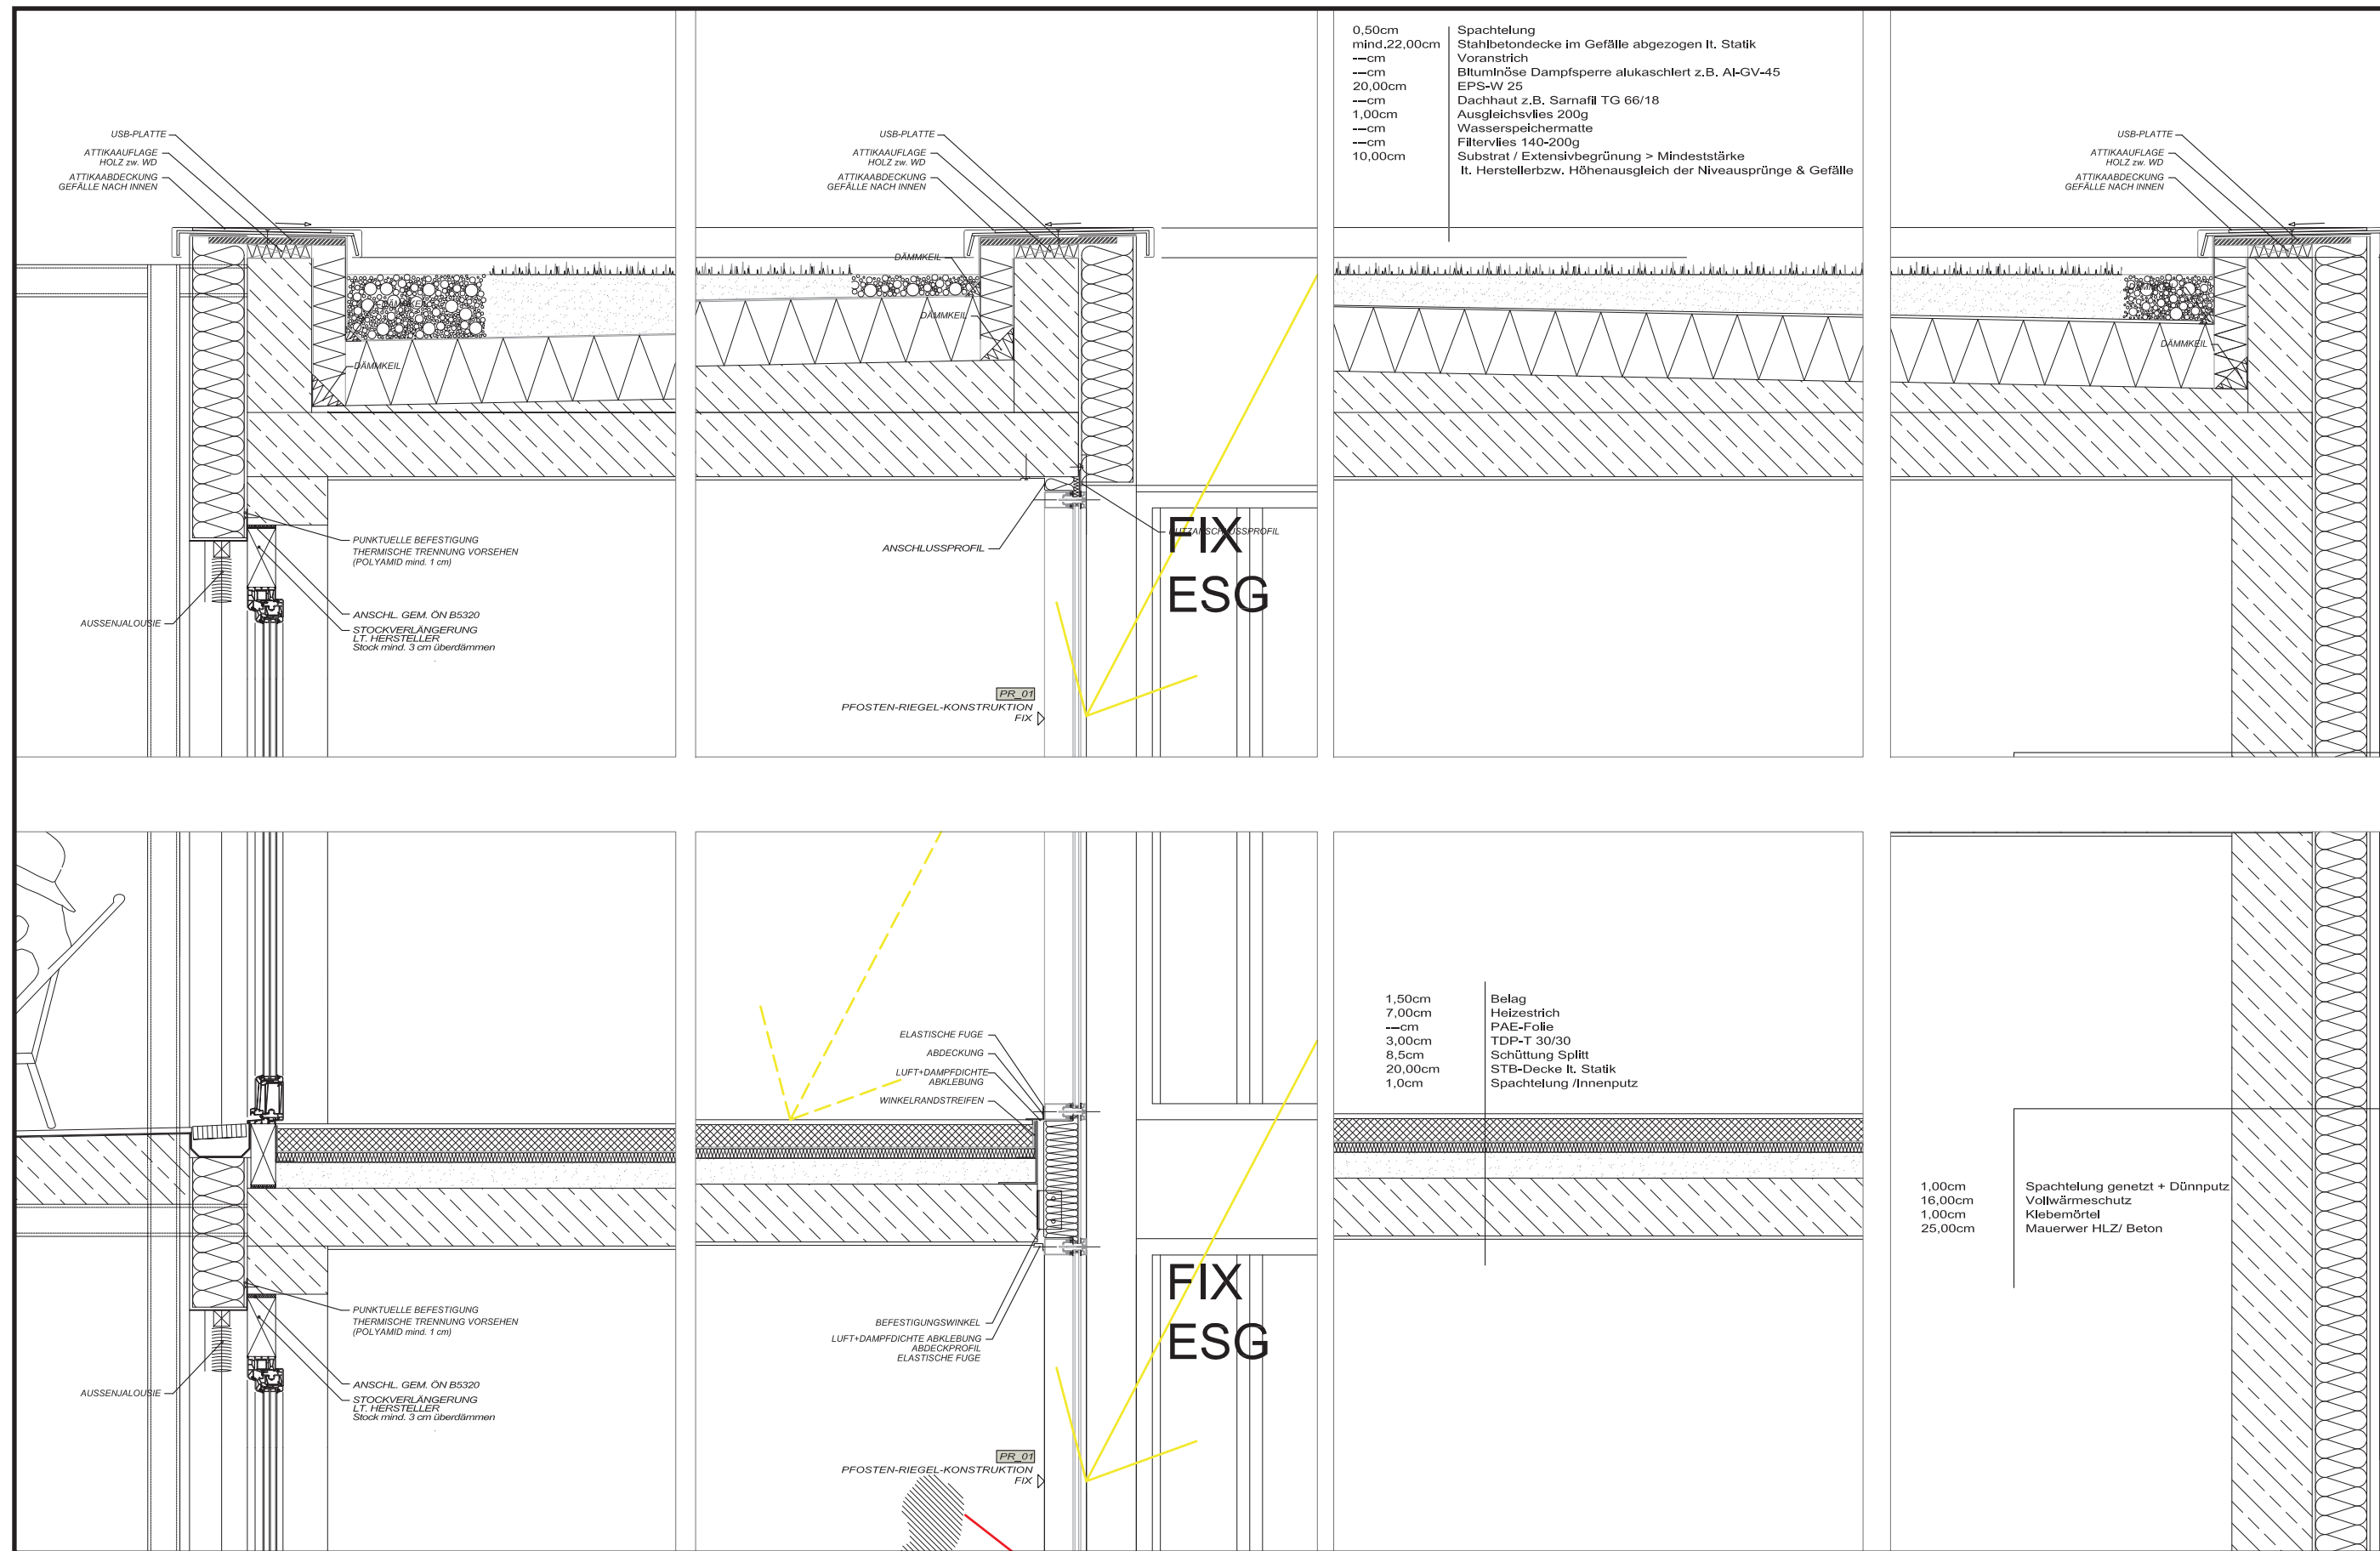 USB-PLATTE
ATTIKAAUFLAGE
HOLZ zw. WD
ATTIKAABDECKUNG
GEFÄLLE NACH INNEN
DÄMMKEIL
DÄMMKEIL
PUNKTUELLE BEFESTIGUNG
THERMISCHE TRENNUNG VORSEHEN
(POLYAMID mind. 1 cm)
ANSCHL. GEM. ÖN B5320
STOCKVERLÄNGERUNG
LT. HERSTELLER
Stock mind. 3 cm überdämmen
AUSSENJALOUSIE
USB-PLATTE
ATTIKAAUFLAGE
HOLZ zw. WD
ATTIKAABDECKUNG
GEFÄLLE NACH INNEN
DÄMMKEIL
DÄMMKEIL
ANSCHLUSSPROFIL
PUTZANSCHLUSSPROFIL
FIX
ESG
PR_01
PFOSTEN-RIEGEL-KONSTRUKTION
FIX
0,50cm Spachtelung
mind.22,00cm Stahlbetondecke im Gefälle abgezogen lt. Statik
---cm Voranstrich
---cm Bituminöse Dampfsperre alukaschiert z.B. Al-GV-45
20,00cm EPS-W 25
---cm Dachhaut z.B. Sarnafil TG 66/18
1,00cm Ausgleichsvlies 200g
---cm Wasserspeichermatte
---cm Filtervlies 140-200g
10,00cm Substrat / Extensivbegrünung > Mindeststärke
lt. Herstellerbzw. Höhenausgleich der Niveausprünge & Gefälle
USB-PLATTE
ATTIKAAUFLAGE
HOLZ zw. WD
ATTIKAABDECKUNG
GEFÄLLE NACH INNEN
DÄMMKEIL
DÄMMKEIL
PUNKTUELLE BEFESTIGUNG
THERMISCHE TRENNUNG VORSEHEN
(POLYAMID mind. 1 cm)
ANSCHL. GEM. ÖN B5320
STOCKVERLÄNGERUNG
LT. HERSTELLER
Stock mind. 3 cm überdämmen
AUSSENJALOUSIE
ELASTISCHE FUGE
ABDECKUNG
LUFT+DAMPFDICHTE
ABKLEBUNG
WINKELRANDSTREIFEN
BEFESTIGUNGSWINKEL
LUFT+DAMPFDICHTE ABKLEBUNG
ABDECKPROFIL
ELASTISCHE FUGE
FIX
ESG
PR_01
PFOSTEN-RIEGEL-KONSTRUKTION
FIX
1,50cm Belag
7,00cm Heizestrich
---cm PAE-Folie
3,00cm TDP-T 30/30
8,5cm Schüttung Splitt
20,00cm STB-Decke lt. Statik
1,0cm Spachtelung /Innenputz
1,00cm Spachtelung genetzt + Dünnputz
16,00cm Vollwärmeschutz
1,00cm Klebemörtel
25,00cm Mauerwer HLZ/ Beton